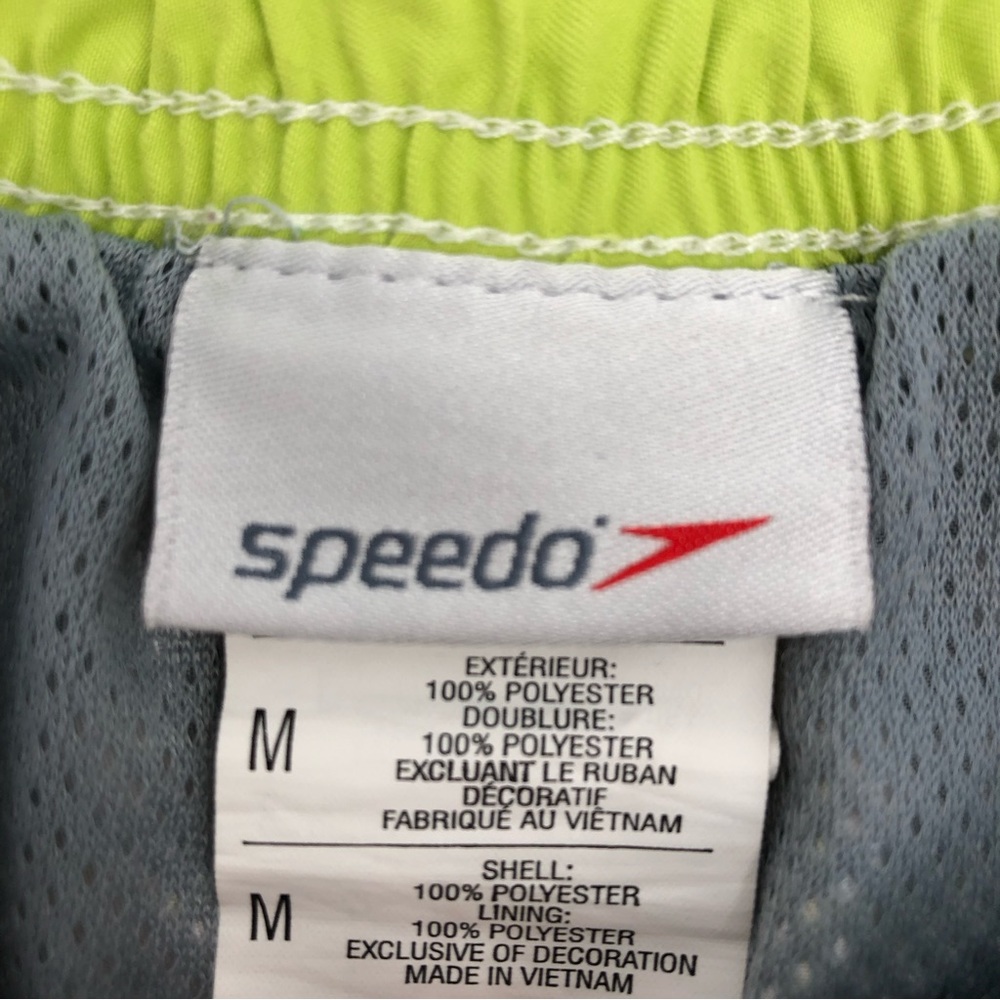 speedo
M
EXTÉRIEUR:
100% POLYESTER
DOUBLURE:
100% POLYESTER
EXCLUANT LE RUBAN
DÉCORATIF
FABRIQUÉ AU VIÊTNAM
M
SHELL:
100% POLYESTER
LINING:
100% POLYESTER
EXCLUSIVE OF DECORATION
MADE IN VIETNAM